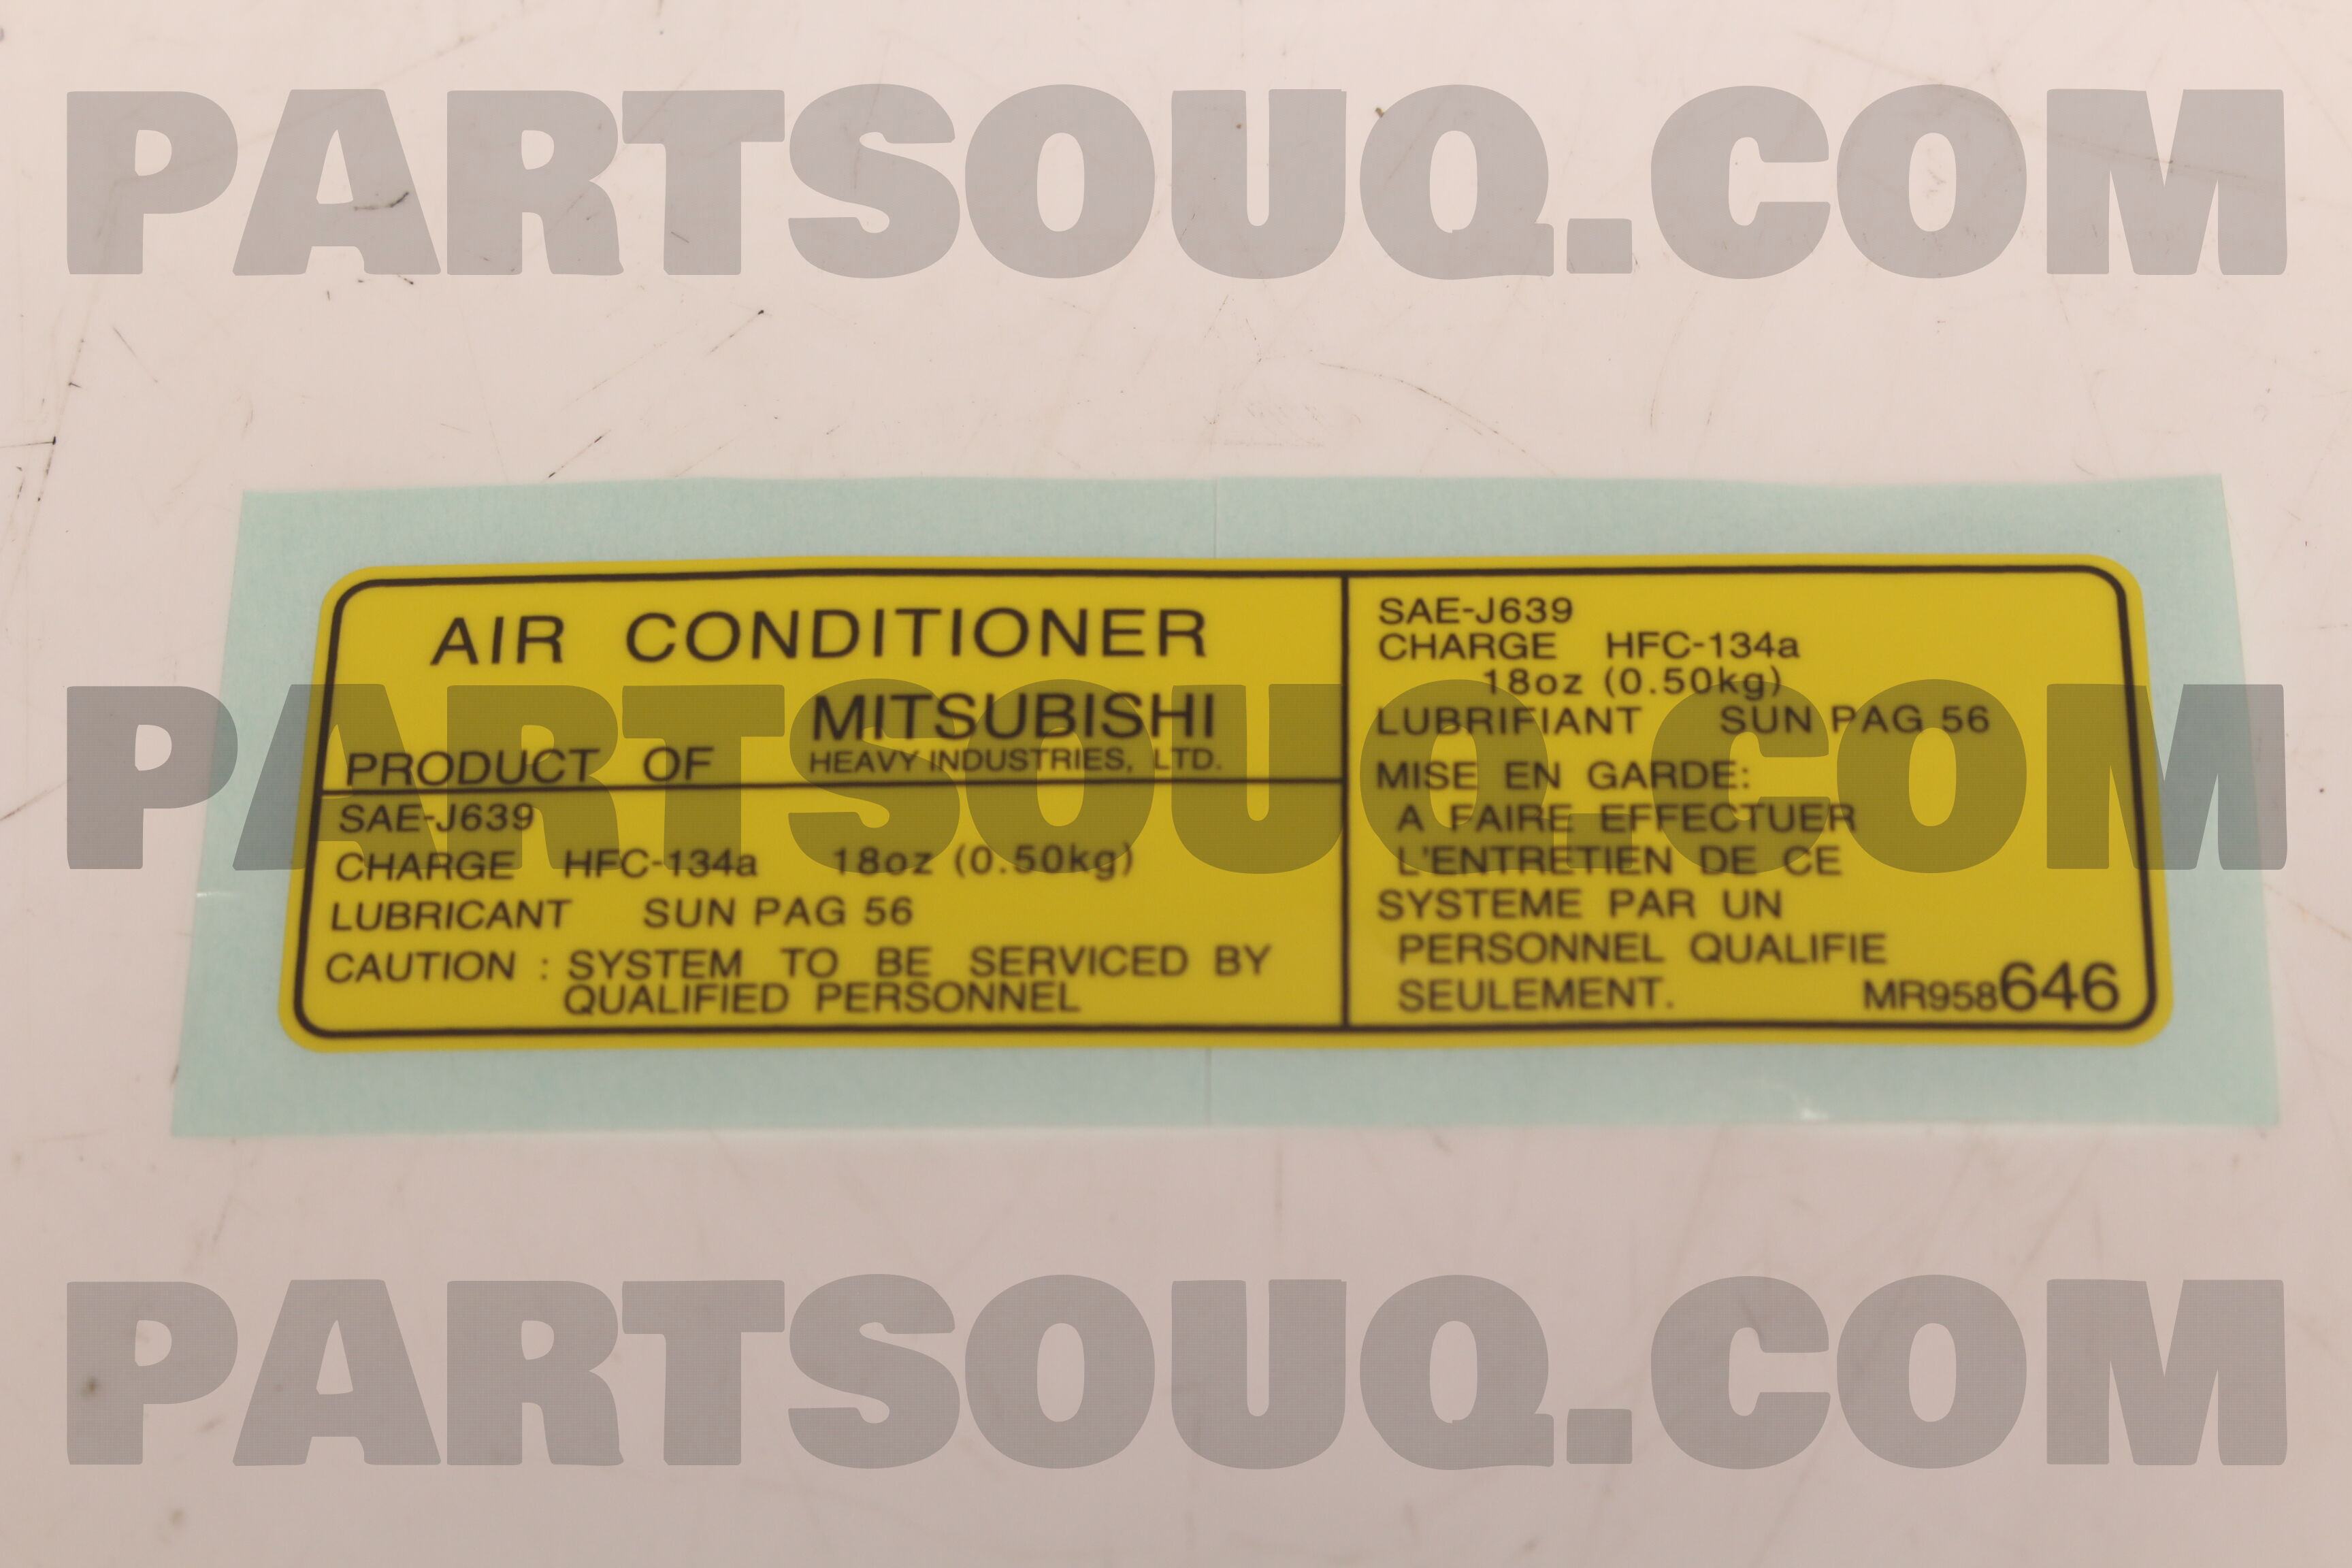 PARTSOUQ.COM
AIR CONDITIONER
PRODUCT OF MITSUBISHI
HEAVY INDUSTRIES, LTD.
SAE-J639
CHARGE HFC-134a 18oz (0.50kg)
LUBRICANT SUN PAG 56
CAUTION : SYSTEM TO BE SERVICED BY
QUALIFIED PERSONNEL
SAE-J639
CHARGE HFC-134a
18oz (0.50kg)
LUBRIFIANT SUN PAG 56
MISE EN GARDE:
A FAIRE EFFECTUER
L'ENTRETIEN DE CE
SYSTEME PAR UN
PERSONNEL QUALIFIE
SEULEMENT. MR958646
PARTSOUQ.COM
PARTSOUQ.COM